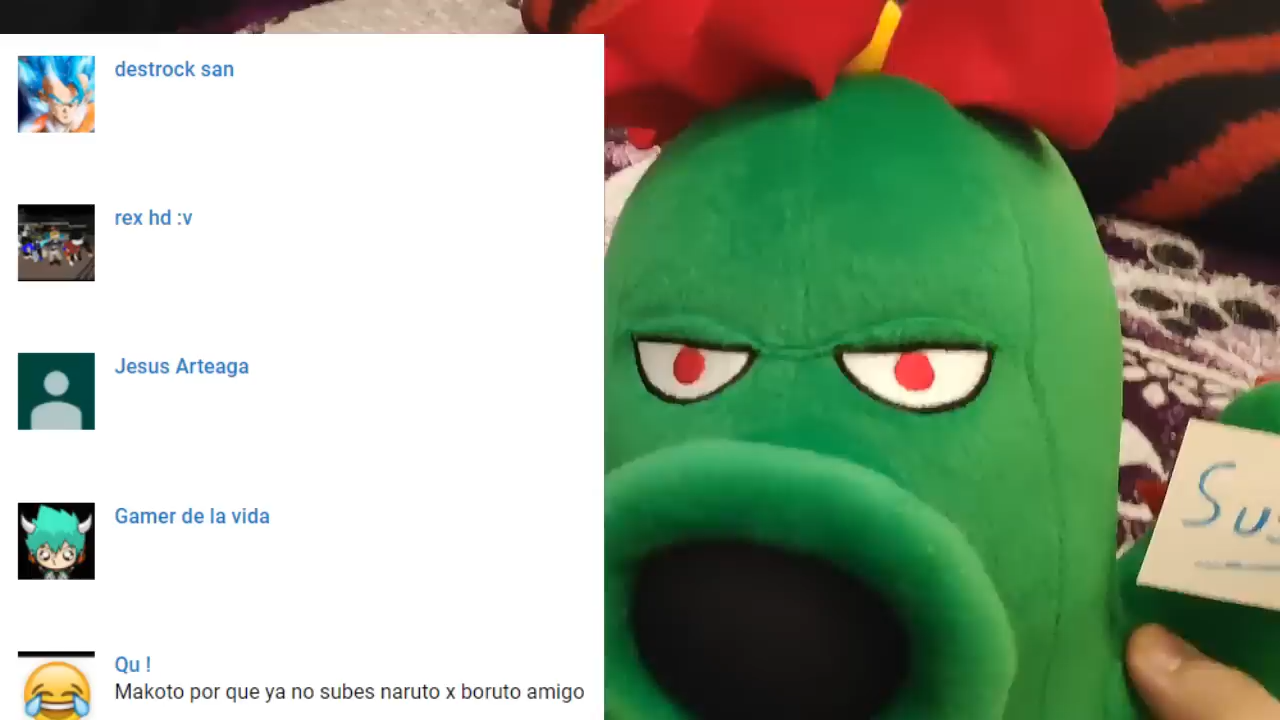 destrock san
rex hd :v
Jesus Arteaga
Gamer de la vida
Qu !
Makoto por que ya no subes naruto x boruto amigo